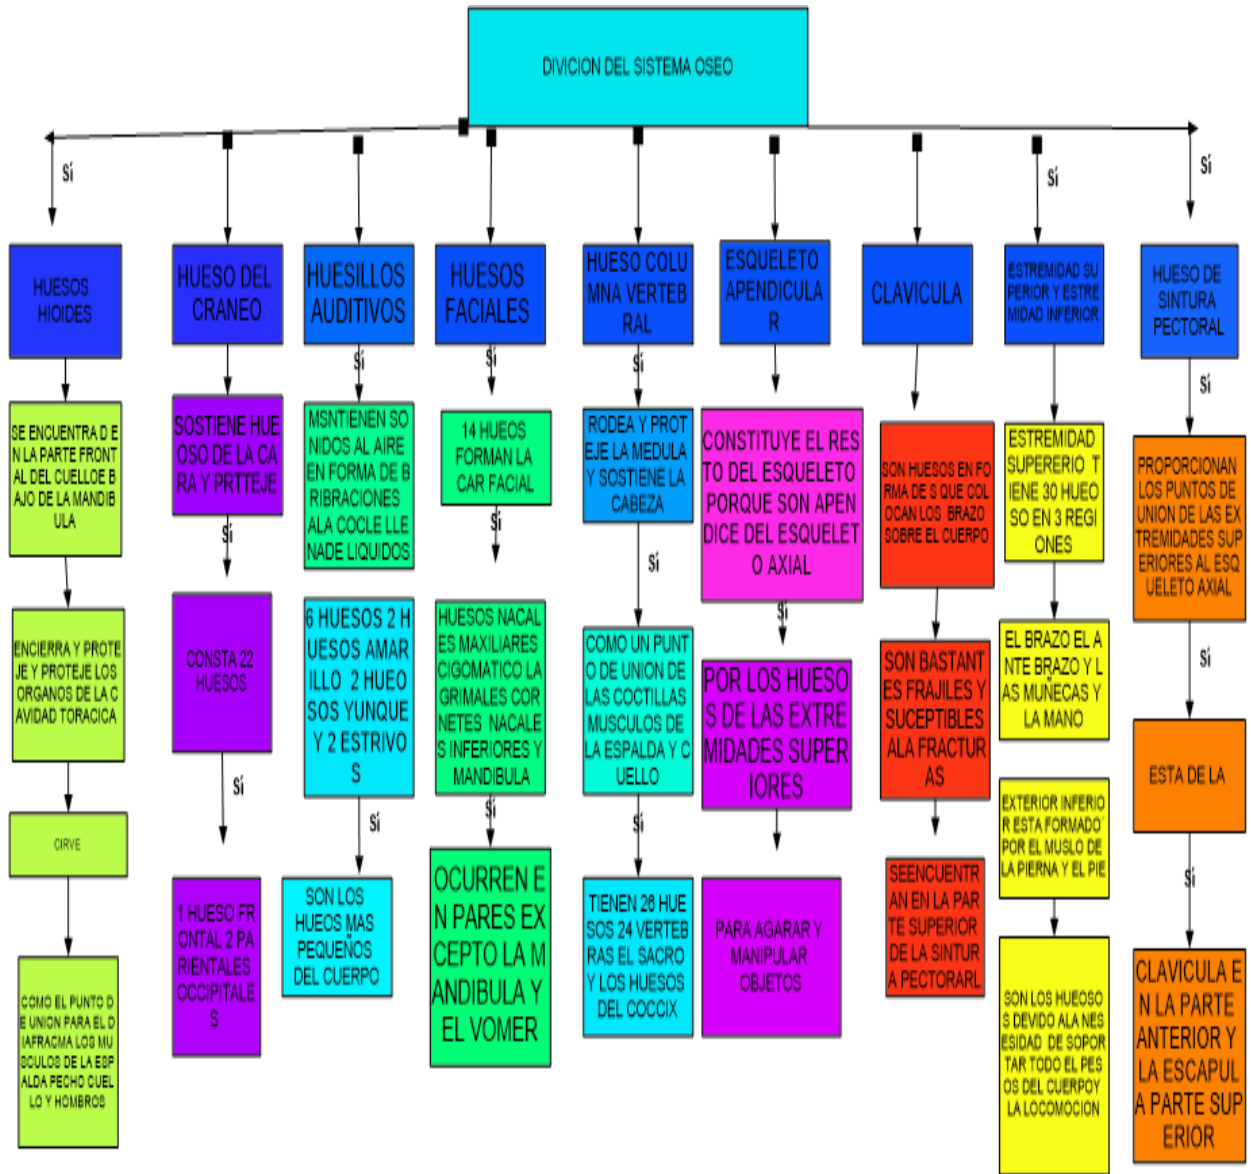 DIVICION DEL SISTEMA OSEO
Sí
Sí
Sí
HUESOS
HIOIDES
HUESO DEL
CRANEO
HUESILLOS
AUDITIVOS
HUESOS
FACIALES
HUESO COLU
MNA VERTEB
RAL
ESQUELETO
APENDICULA
R
CLAVICULA
ESTREMIDAD SU
PERIOR Y ESTRE
MIDAD INFERIOR
HUESO DE
SINTURA
PECTORAL
Sí
Sí
Sí
Sí
Sí
SE ENCUENTRA D E
N LA PARTE FRONT
AL DEL CUELLOE B
AJO DE LA MANDIB
ULA
SOSTIENE HUE
OSO DE LA CA
RA Y PRTTEJE
MSNTIENEN SO
NIDOS AL AIRE
EN FORMA DE B
RIBRACIONES
ALA COCLE LLE
NADE LIQUIDOS
14 HUEOS
FORMAN LA
CAR FACIAL
RODEA Y PROT
EJE LA MEDULA
Y SOSTIENE LA
CABEZA
CONSTITUYE EL RES
TO DEL ESQUELETO
PORQUE SON APEN
DICE DEL ESQUELET
O AXIAL
SON HUESOS EN FO
RMA DE S QUE COL
OCAN LOS BRAZO
SOBRE EL CUERPO
ESTREMIDAD
SUPERERIO T
IENE 30 HUEO
SO EN 3 REGI
ONES
PROPORCIONAN
LOS PUNTOS DE
UNION DE LAS EX
TREMIDADES SUP
ERIORES AL ESQ
UELETO AXIAL
Sí
Sí
Sí
Sí
Sí
ENCIERRA Y PROTE
JE Y PROTEJE LOS
ORGANOS DE LA C
AVIDAD TORACICA
CONSTA 22
HUESOS
6 HUESOS 2 H
UESOS AMAR
ILLO 2 HUEO
SOS YUNQUE
Y 2 ESTRIVO
S
HUESOS NACAL
ES MAXILIARES
CIGOMATICO LA
GRIMALES COR
NETES NACALE
S INFERIORES Y
MANDIBULA
COMO UN PUNT
O DE UNION DE
LAS COCTILLAS
MUSCULOS DE
LA ESPALDA Y C
UELLO
POR LOS HUESO
S DE LAS EXTRE
MIDADES SUPER
IORES
SON BASTANT
ES FRAJILES Y
SUCEPTIBLES
ALA FRACTUR
AS
EL BRAZO EL A
NTE BRAZO Y L
AS MUÑECAS Y
LA MANO
ESTA DE LA
Sí
Sí
Sí
Sí
Sí
CIRVE
1 HUESO FR
ONTAL 2 PA
RIENTALES
OCCIPITALE
S
SON LOS
HUEOS MAS
PEQUEÑOS
DEL CUERPO
OCURREN E
N PARES EX
CEPTO LA M
ANDIBULA Y
EL VOMER
TIENEN 28 HUE
SOS 24 VERTEB
RAS EL SACRO
Y LOS HUESOS
DEL COCCIX
PARA AGARAR Y
MANIPULAR
OBJETOS
SEENCUENTR
AN EN LA PAR
TE SUPERIOR
DE LA SINTUR
A PECTORARL
EXTERIOR INFERIO
R ESTA FORMADO
POR EL MUSLO DE
LA PIERNA Y EL PIE
COMO EL PUNTO D
E UNION PARA EL D
IAFRACMA LOS MU
SCULOS DE LA ESP
ALDA PECHO CUEL
LO Y HOMBROS
SON LOS HUEOSO
S DEVIDO ALA NES
ESIDAD DE SOPOR
TAR TODO EL PES
OS DEL CUERPOY
LA LOCOMOCION
CLAVICULA E
N LA PARTE
ANTERIOR Y
LA ESCAPUL
A PARTE SUP
ERIOR